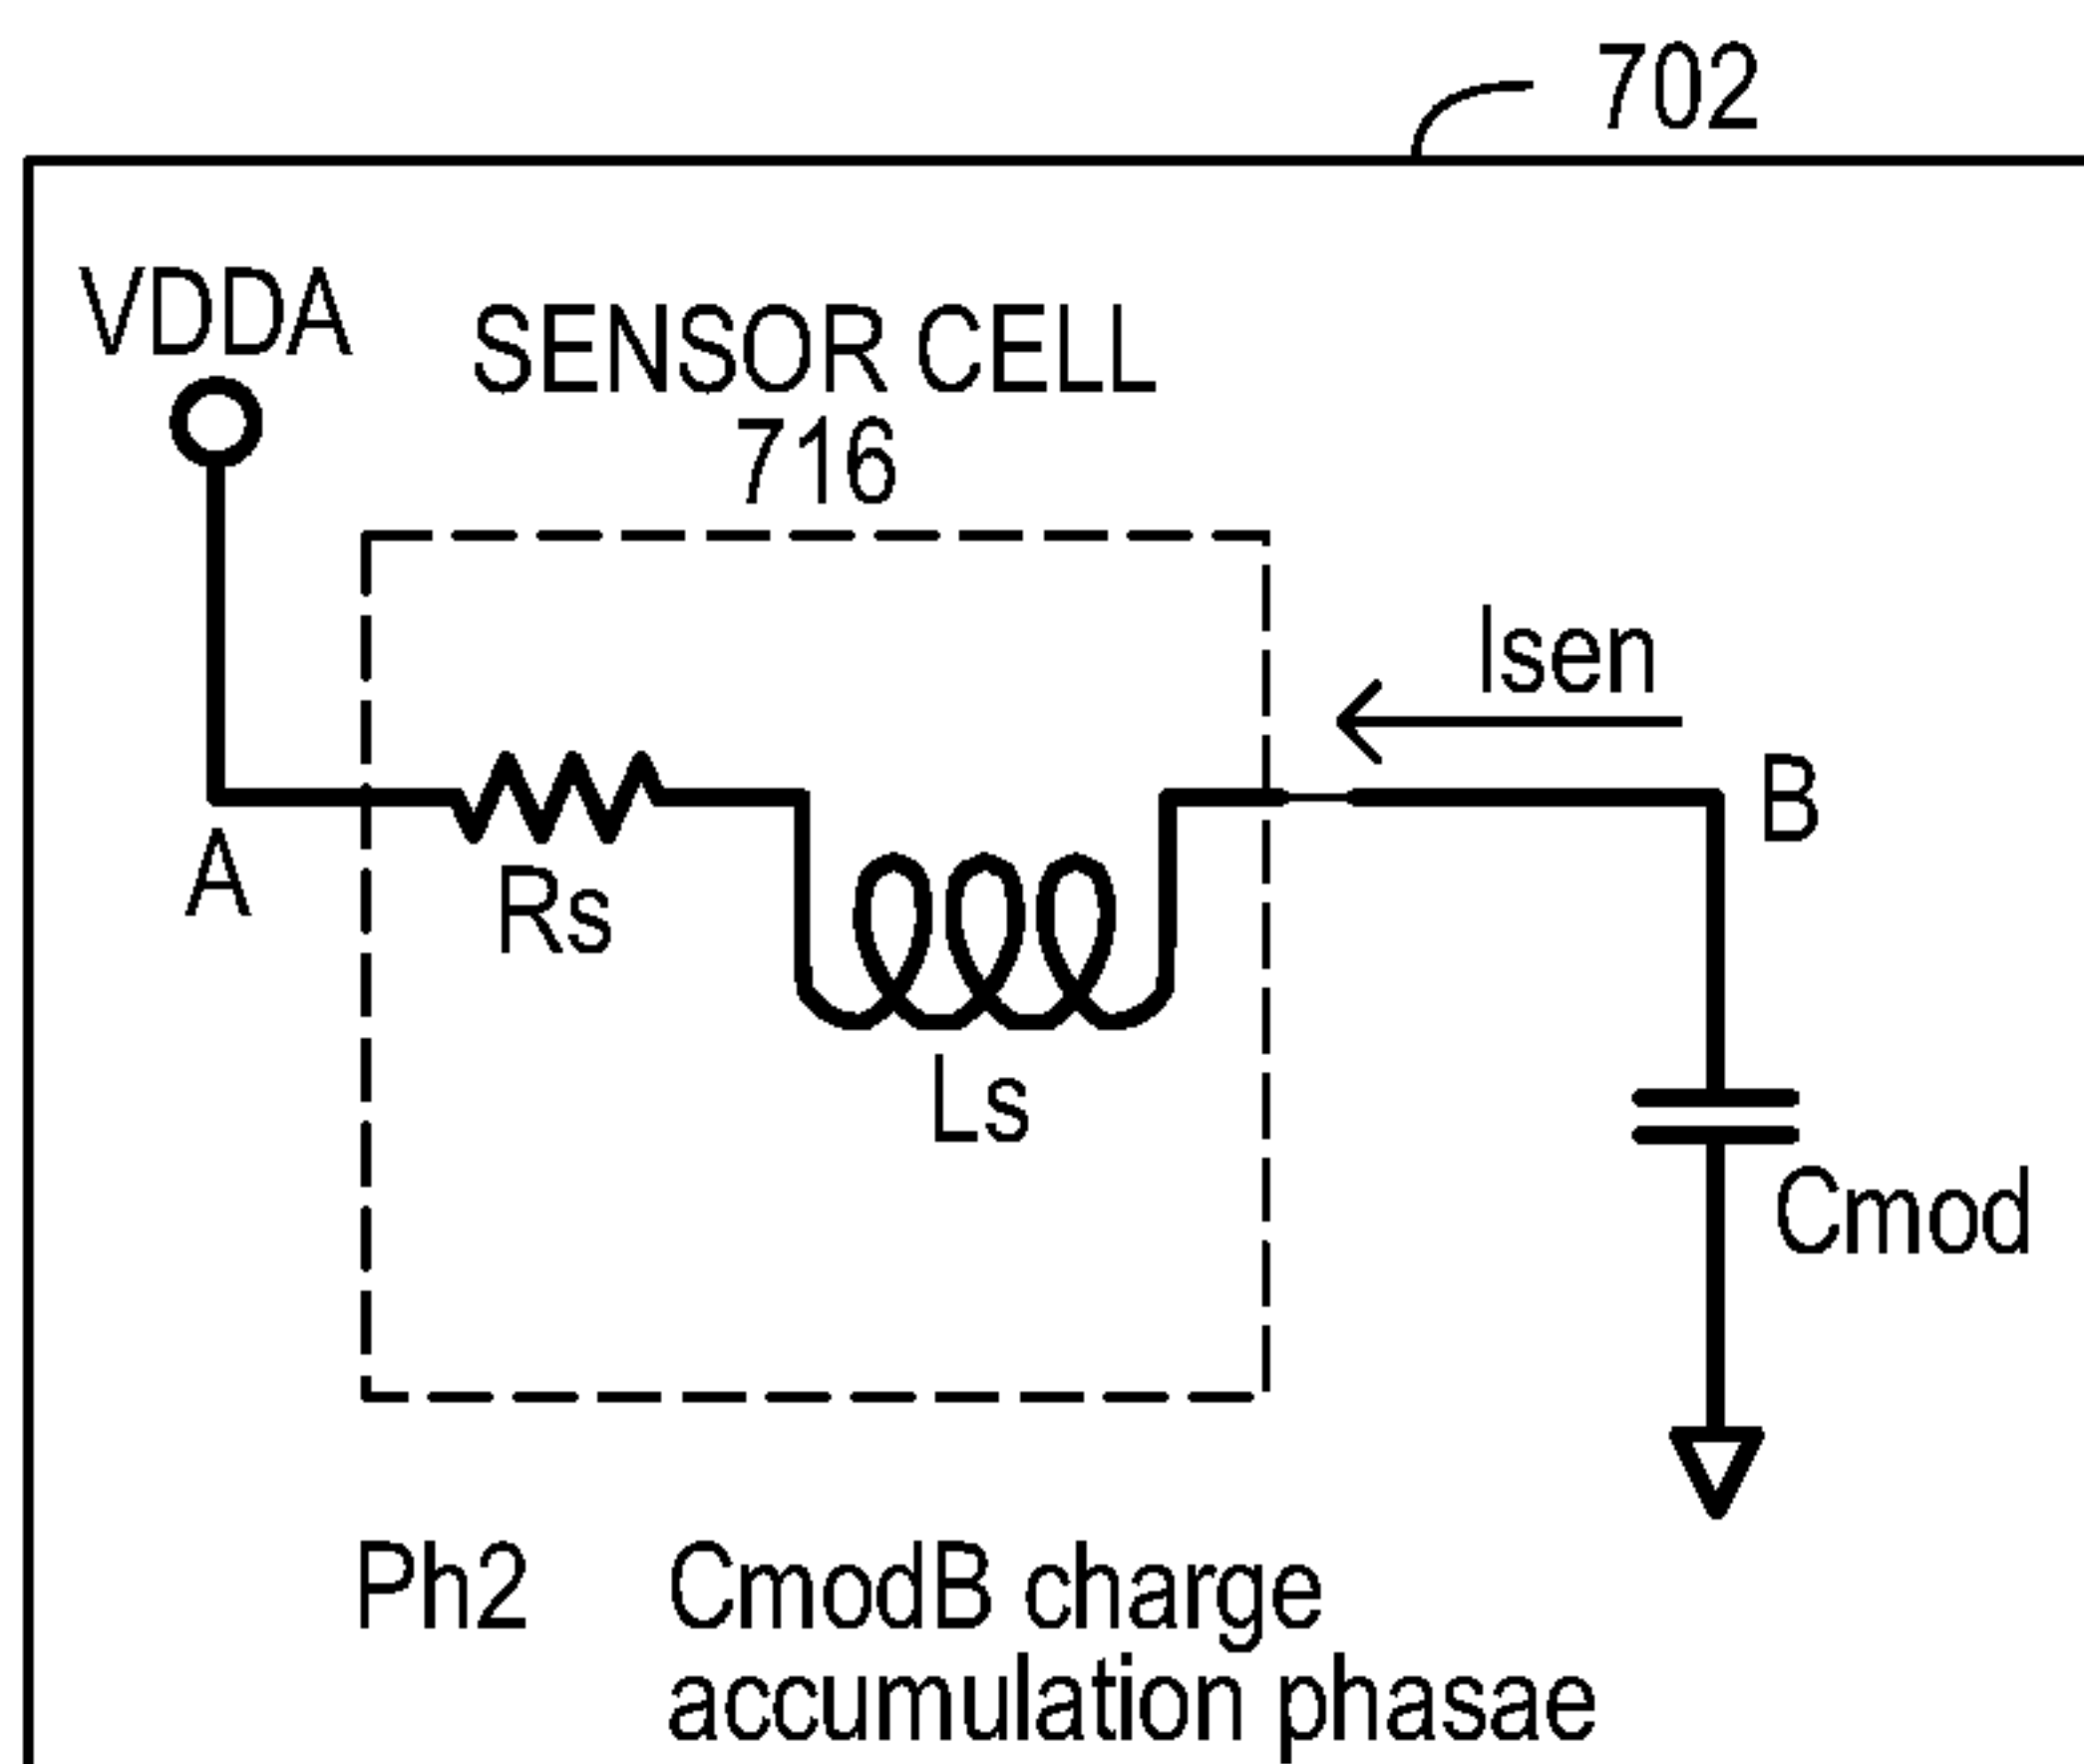 702
VDDA
SENSOR CELL
716
Isen
B
A
Rs
Ls
Cmod
Ph2 CmodB charge
accumulation phasae